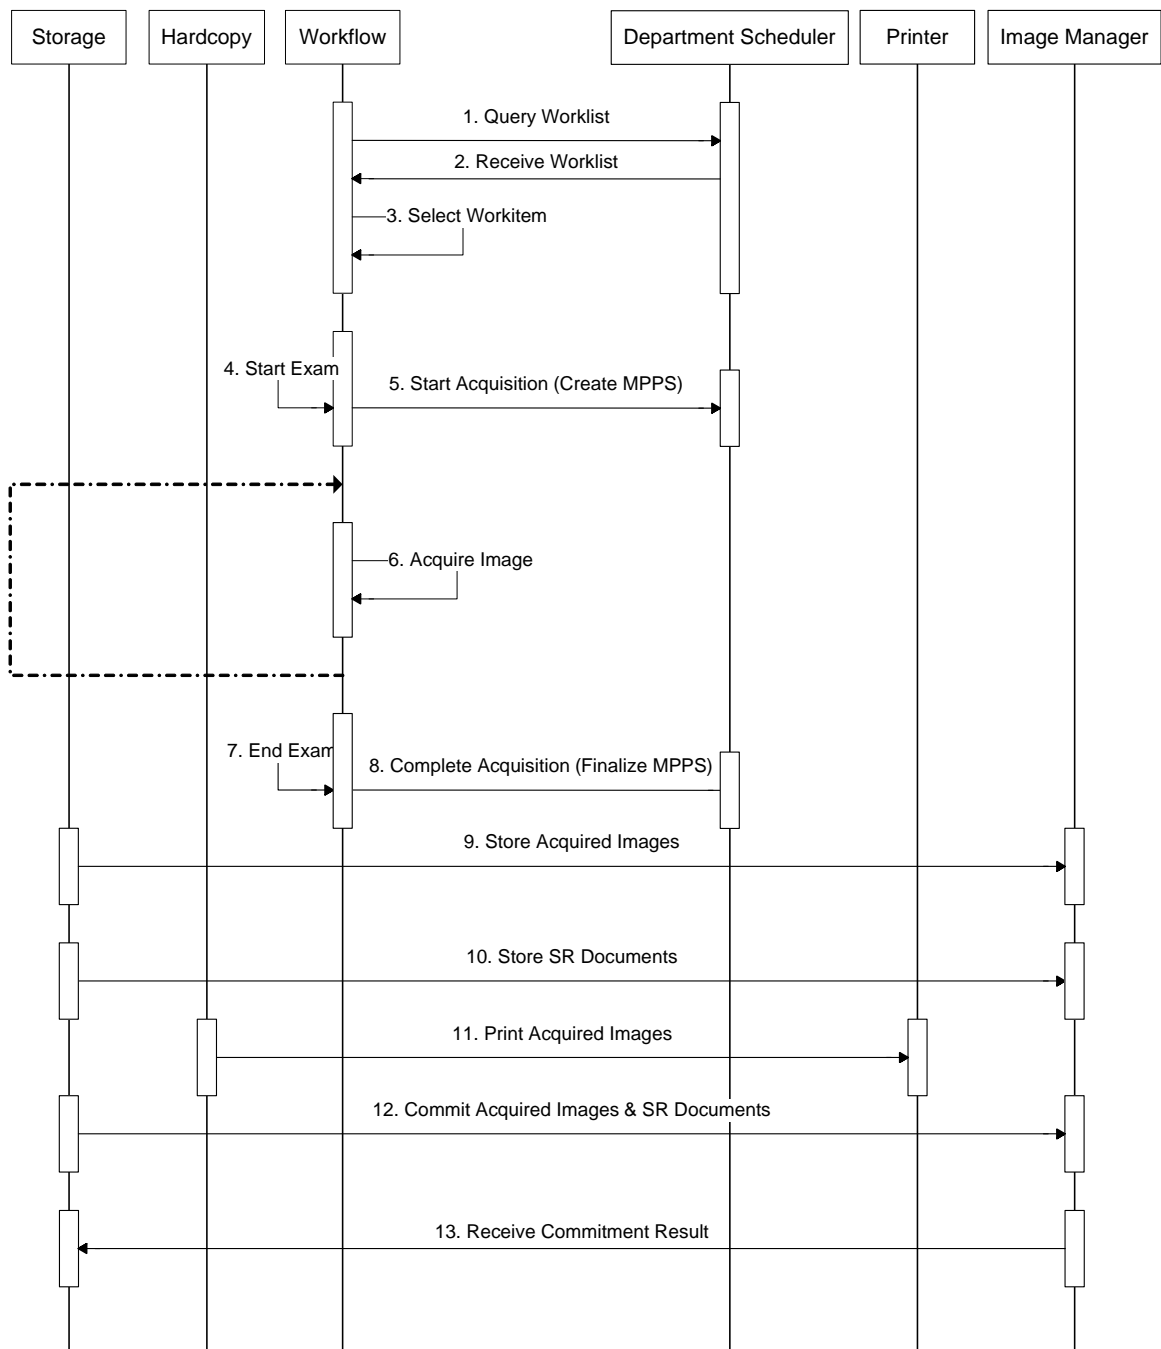 Storage
Hardcopy
Workflow
Department Scheduler
Printer
Image Manager
1. Query Worklist
2. Receive Worklist
3. Select Workitem
4. Start Exam
5. Start Acquisition (Create MPPS)
6. Acquire Image
7. End Exam
8. Complete Acquisition (Finalize MPPS)
9. Store Acquired Images
10. Store SR Documents
11. Print Acquired Images
12. Commit Acquired Images & SR Documents
13. Receive Commitment Result